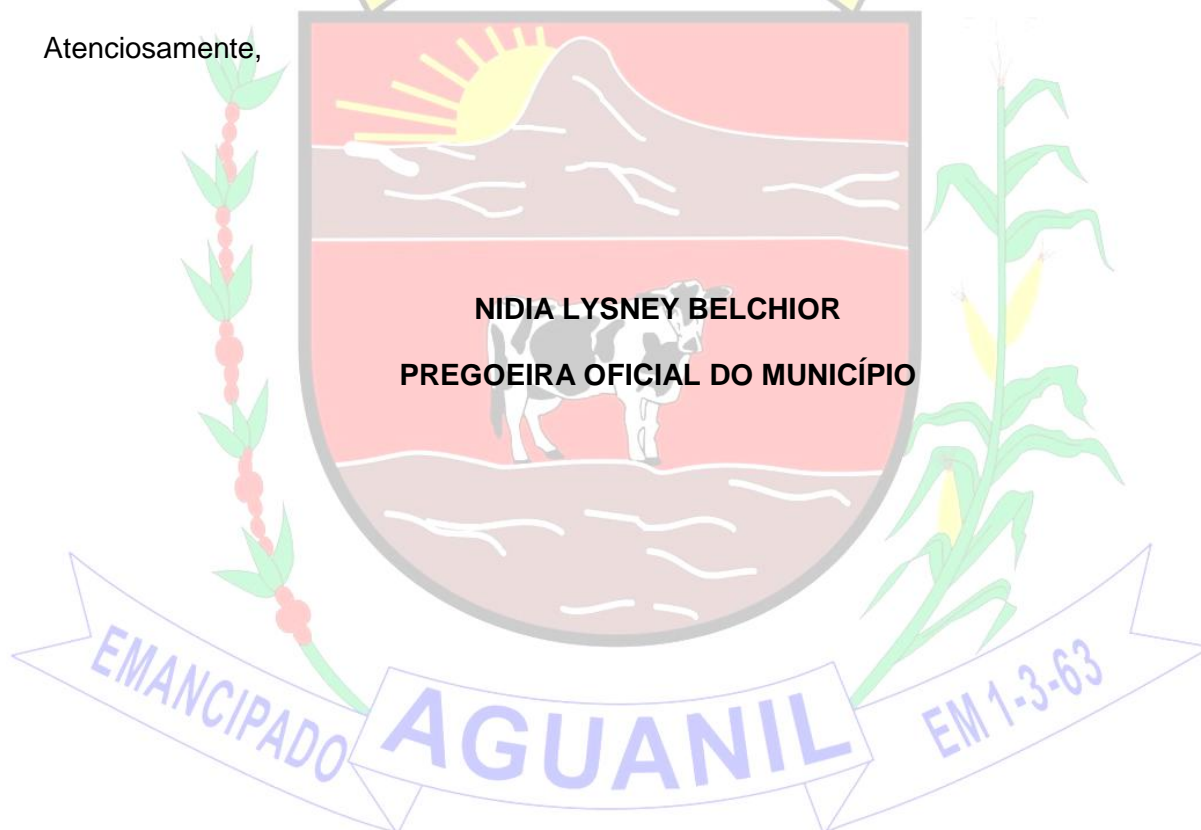 Atenciosamente,
NIDIA LYSNEY BELCHIOR
PREGOEIRA OFICIAL DO MUNICÍPIO
EMANCIPADO AGUANIL EM 1-3-63